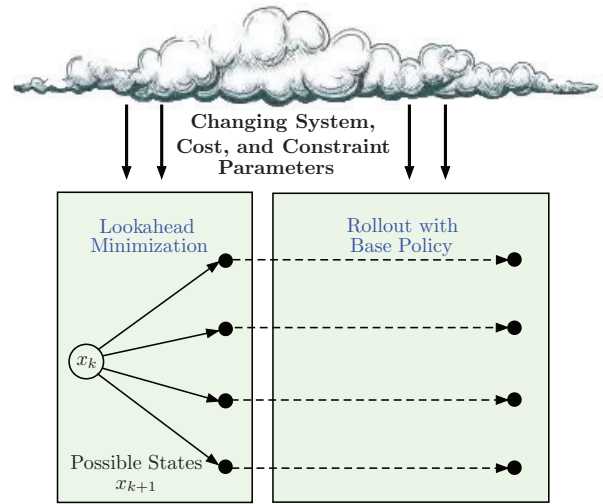 Changing System,
Cost, and Constraint
Parameters
Lookahead
Minimization
Rollout with
Base Policy
x_k
Possible States
x_{k+1}